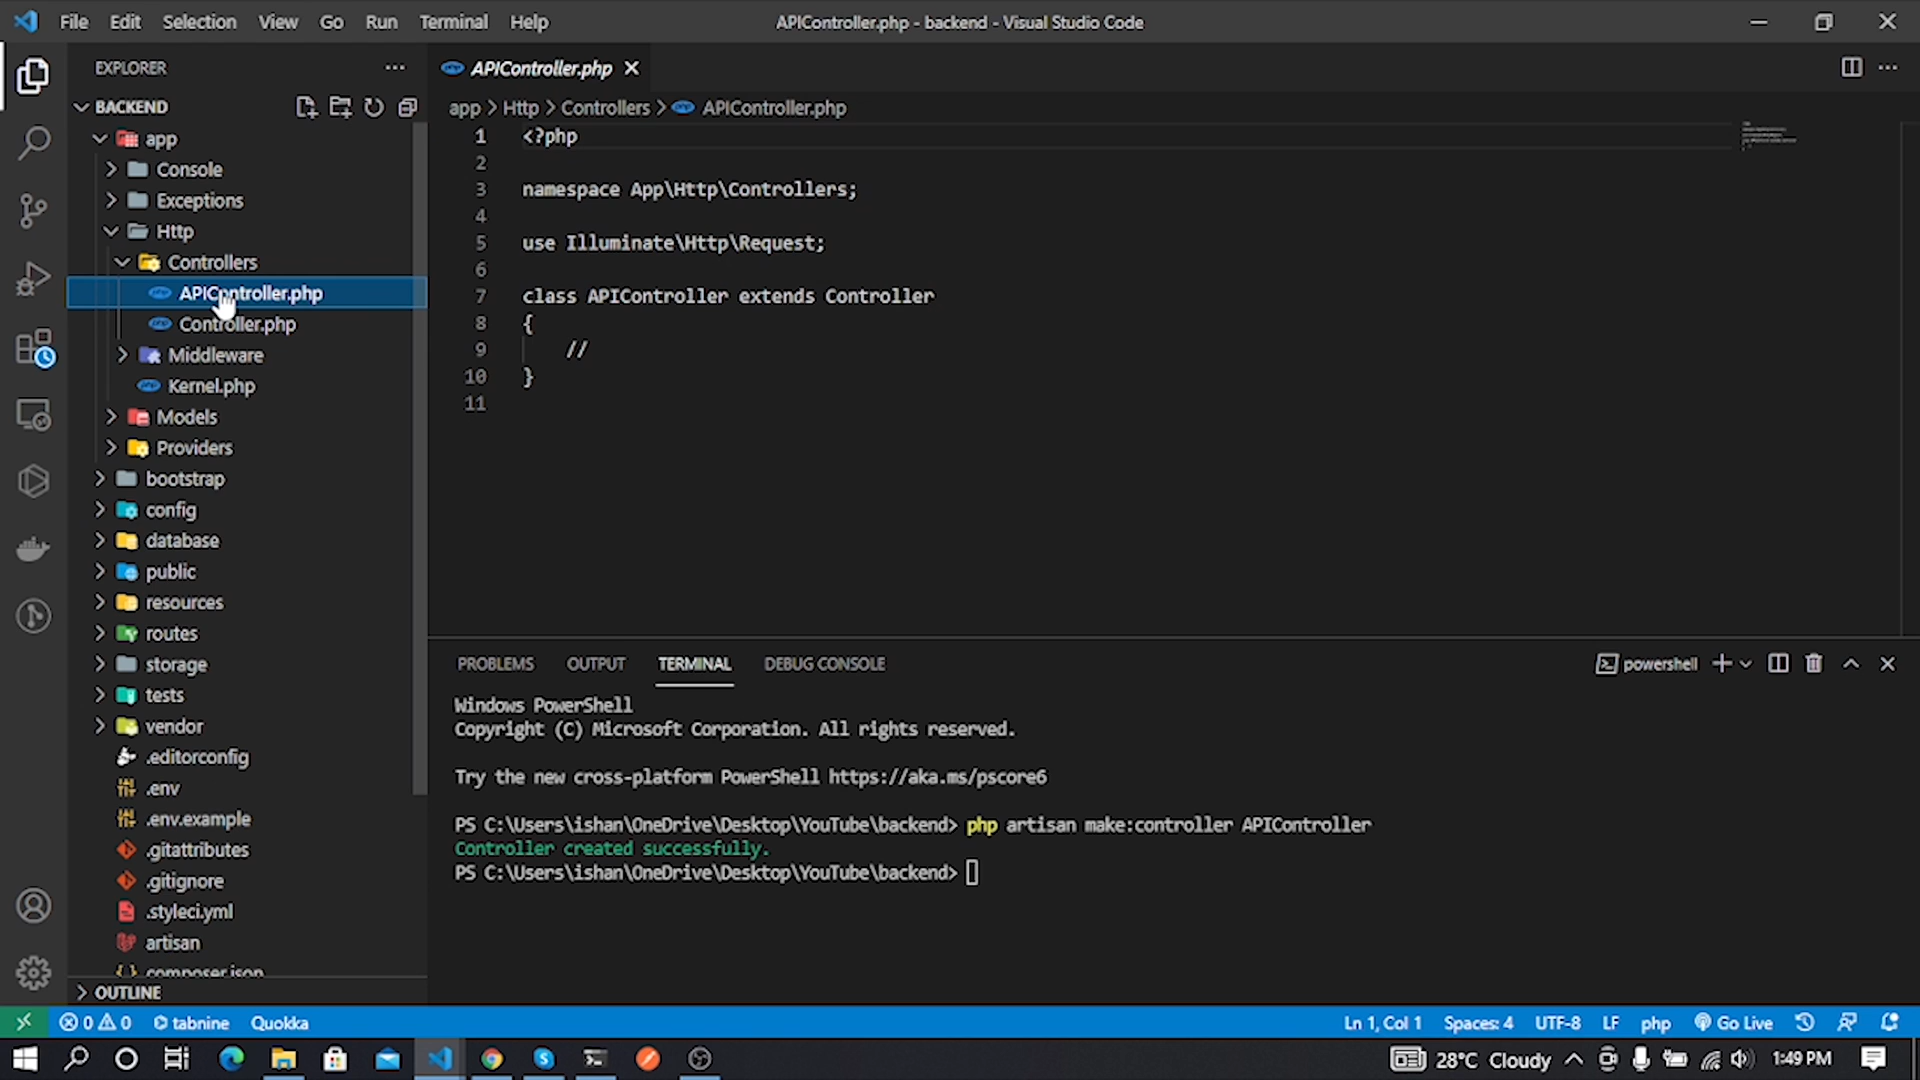 File Edit Selection View Go Run Terminal Help
APIController.php - backend - Visual Studio Code
EXPLORER
BACKEND
app
Console
Exceptions
Http
Controllers
APIController.php
Controller.php
Middleware
Kernel.php
Models
Providers
bootstrap
config
database
public
resources
routes
storage
tests
vendor
.editorconfig
.env
.env.example
.gitattributes
.gitignore
.styleci.yml
artisan
composer.json
OUTLINE
APIController.php
app > Http > Controllers > APIController.php
1 <?php
2
3 namespace App\Http\Controllers;
4
5 use Illuminate\Http\Request;
6
7 class APIController extends Controller
8 {
9 //
10 }
11
PROBLEMS OUTPUT TERMINAL DEBUG CONSOLE
powershell
Windows PowerShell
Copyright (C) Microsoft Corporation. All rights reserved.
Try the new cross-platform PowerShell https://aka.ms/pscore6
PS C:\Users\ishan\OneDrive\Desktop\YouTube\backend> php artisan make:controller APIController
Controller created successfully.
PS C:\Users\ishan\OneDrive\Desktop\YouTube\backend>
0 0 tabnine Quokka
Ln 1, Col 1 Spaces: 4 UTF-8 LF php Go Live
28°C Cloudy 1:49 PM